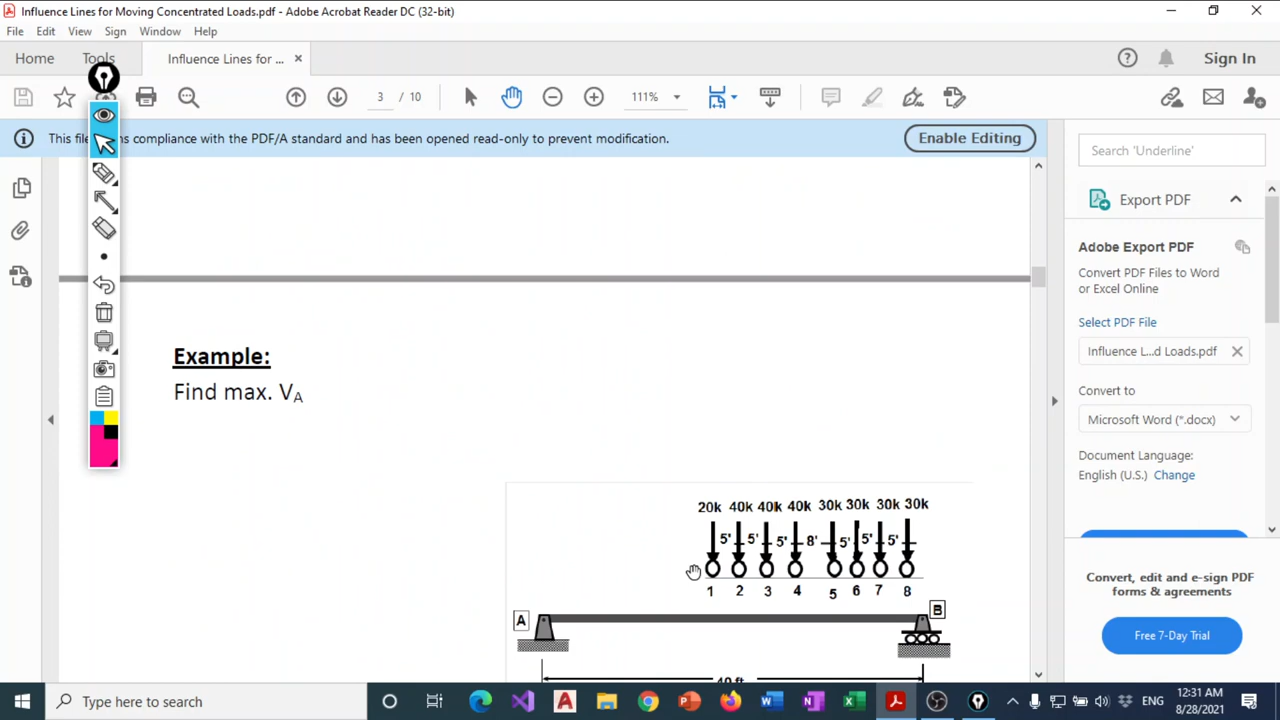 Influence Lines for Moving Concentrated Loads.pdf - Adobe Acrobat Reader DC (32-bit)
File Edit View Sign Window Help
Home Tools Influence Lines for ...
Sign In
3 / 10
111%
This file compliance with the PDF/A standard and has been opened read-only to prevent modification.
Enable Editing
Search 'Underline'
Export PDF
Adobe Export PDF
Convert PDF Files to Word
or Excel Online
Select PDF File
Influence L...d Loads.pdf
Convert to
Microsoft Word (*.docx)
Document Language:
English (U.S.) Change
Convert, edit and e-sign PDF
forms & agreements
Free 7-Day Trial
Example:
Find max. VA
20k 40k 40k 40k 30k 30k 30k 30k
5' 5' 5' 8' 5' 5' 5'
1 2 3 4 5 6 7 8
A B
40 ft
Type here to search
ENG
12:31 AM
8/28/2021